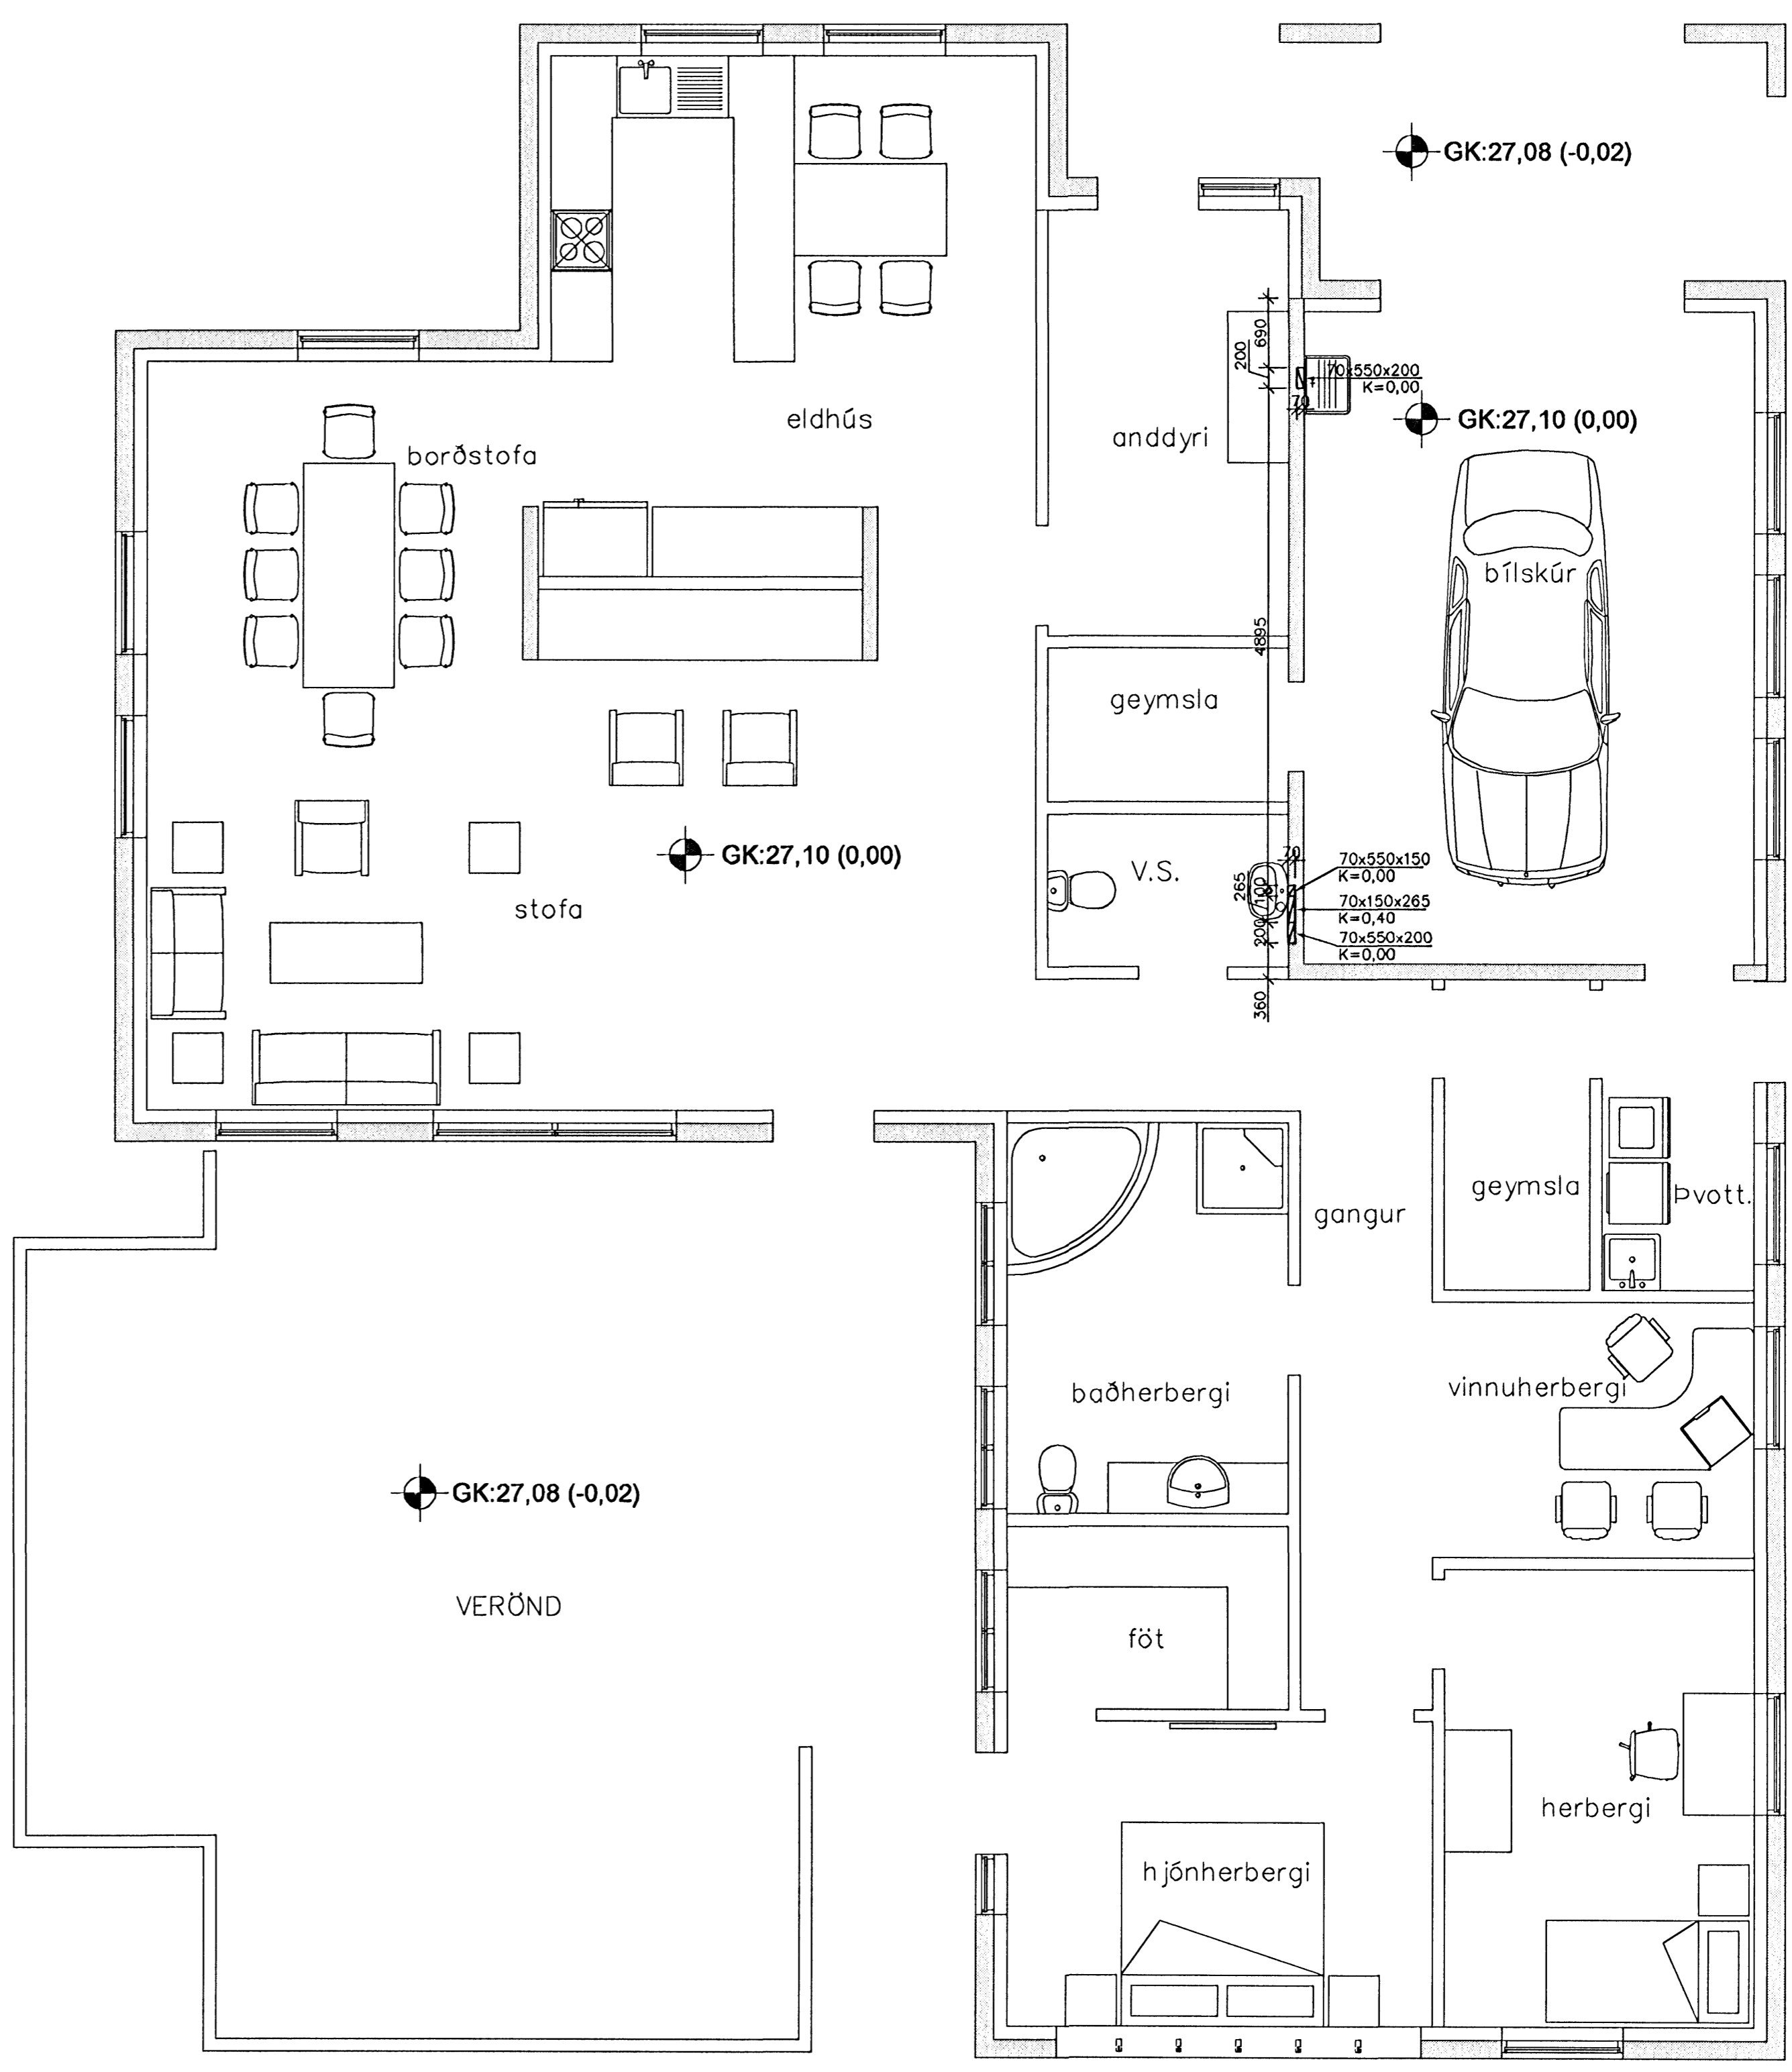 GK:27,08 (-0,02)
690
200
70x550x200
K=0,00
70
GK:27,10 (0,00)
eldhús
anddyri
borðstofa
bílskúr
4895
geymsla
GK:27,10 (0,00)
V.S.
70
70x550x150
K=0,00
265
100
70x150x265
K=0,40
200
70x550x200
K=0,00
stofa
360
geymsla
Þvott.
gangur
baðherbergi
vinnuherbergi
GK:27,08 (-0,02)
VERÖND
föt
herbergi
hjónherbergi